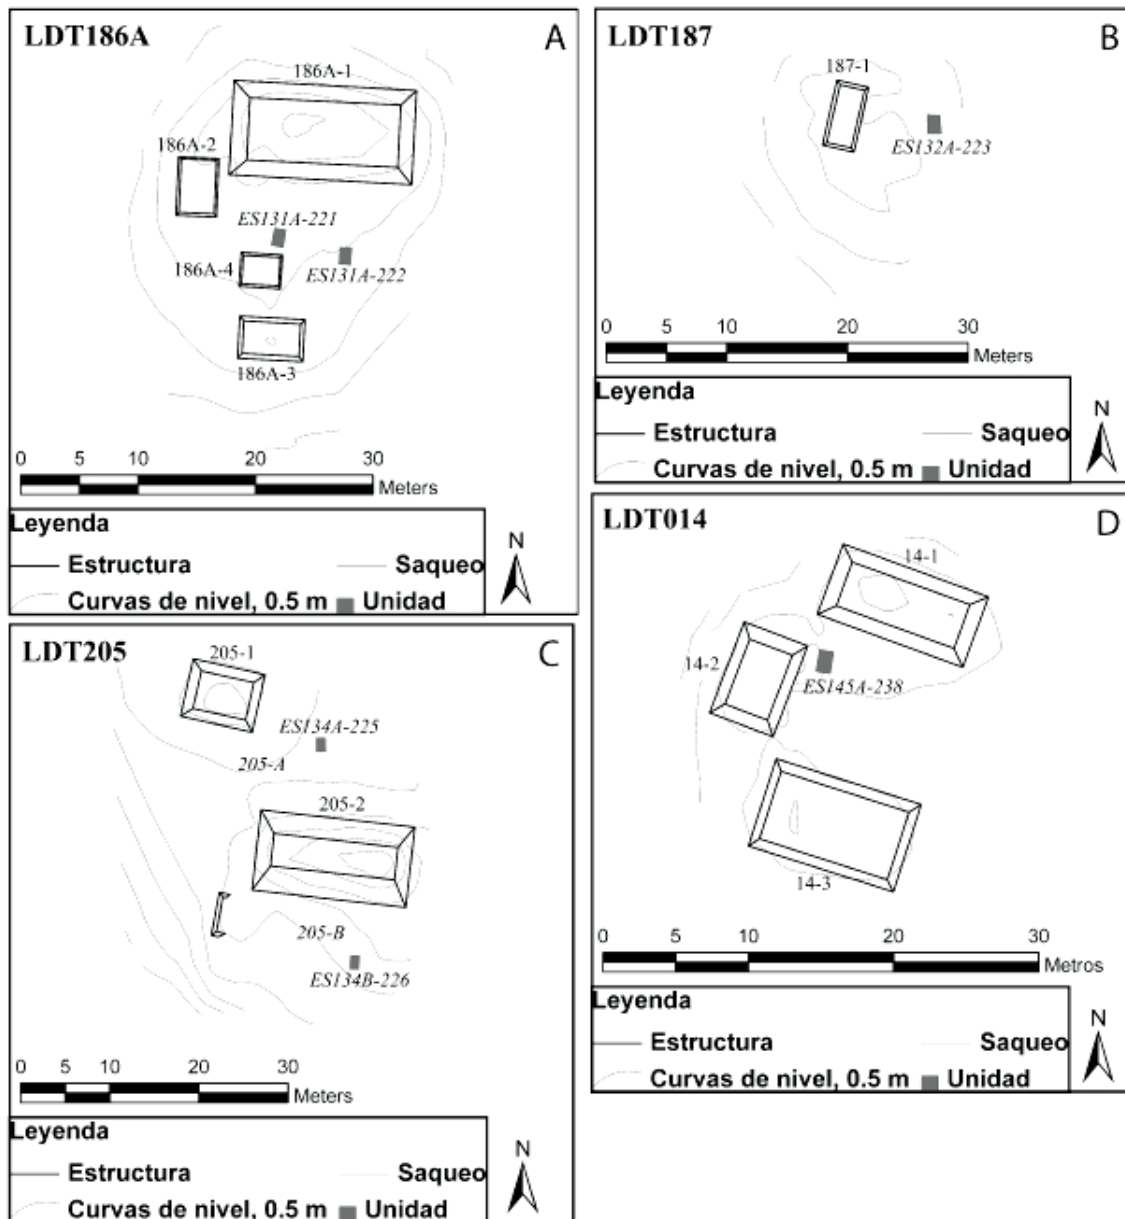 LDT186A A
186A-1
186A-2
ES131A-221
186A-4
ES131A-222
186A-3
0 5 10 20 30
Meters
Leyenda
Estructura Saqueo
Curvas de nivel, 0.5 m Unidad
N
LDT187 B
187-1
ES132A-223
0 5 10 20 30
Meters
Leyenda
Estructura Saqueo
Curvas de nivel, 0.5 m Unidad
N
LDT205 C
205-1
ES134A-225
205-A
205-2
205-B
ES134B-226
0 5 10 20 30
Meters
Leyenda
Estructura Saqueo
Curvas de nivel, 0.5 m Unidad
N
LDT014 D
14-1
14-2
ES145A-238
14-3
0 5 10 20 30
Metros
Leyenda
Estructura Saqueo
Curvas de nivel, 0.5 m Unidad
N